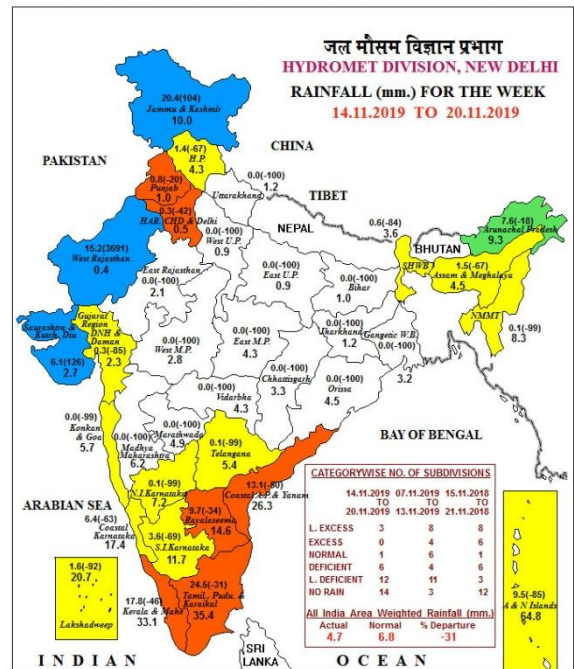 जल मौसम विज्ञान प्रभाग
HYDROMET DIVISION, NEW DELHI
RAINFALL (mm.) FOR THE WEEK
14.11.2019 TO 20.11.2019
20.4(104)
Jammu & Kashmir
10.0
PAKISTAN
CHINA
1.4(-67)
H.P.
4.3
0.8(-20)
Punjab
1.0
0.0(-100)
1.2
Uttarakhand
TIBET
0.3(-42)
HAR. CHD & Delhi
0.5
0.0(-100)
West U.P.
0.9
NEPAL
0.6(-84)
3.6
SHWB
BHUTAN
7.6(-18)
Arunachal Pradesh
9.3
15.2(3691)
West Rajasthan
0.4
East Rajasthan
0.0(-100)
2.1
0.0(-100)
East U.P.
0.9
0.0(-100)
Bihar
1.0
1.5(-67)
Assam & Meghalaya
4.5
NMMT
0.1(-99)
8.3
Gujarat
Region
DNH &
Daman
0.3(-85)
2.3
Saurashtra &
Kutch, Diu
6.1(126)
2.7
0.0(-100)
West M.P.
2.8
0.0(-100)
East M.P.
4.3
0.0(-100)
Jharkhand
1.2
Gangetic W.B.
0.0(-100)
3.2
0.0(-100)
Chhattisgarh
3.3
0.0(-100)
Orissa
4.5
0.0(-100)
Vidarbha
4.3
0.0(-99)
Konkan
& Goa
5.7
0.0(-100)
Madhya
Maharashtra
6.2
0.0(-100)
Marathwada
4.9
0.1(-99)
Telangana
5.4
BAY OF BENGAL
ARABIAN SEA
0.1(-99)
N.I.Karnataka
7.2
13.1(-50)
Coastal A.P. & Yanam
26.3
9.7(-34)
Rayalaseema
14.6
6.4(-63)
Coastal
Karnataka
17.4
3.6(-69)
S.I.Karnataka
11.7
1.6(-92)
20.7
Lakshadweep
17.8(-46)
Kerala & Mahe
33.1
24.5(-31)
Tamil. Pudu. &
Karaikal
35.4
9.5(-85)
A & N Islands
64.8
CATEGORYWISE NO. OF SUBDIVISIONS
14.11.2019 07.11.2019 15.11.2018
TO TO TO
20.11.2019 13.11.2019 21.11.2018
L. EXCESS 3 8 8
EXCESS 0 4 6
NORMAL 1 6 1
DEFICIENT 6 4 6
L. DEFICIENT 12 11 3
NO RAIN 14 3 12
All India Area Weighted Rainfall (mm.)
Actual Normal % Departure
4.7 6.8 -31
SRI
LANKA
INDIAN OCEAN